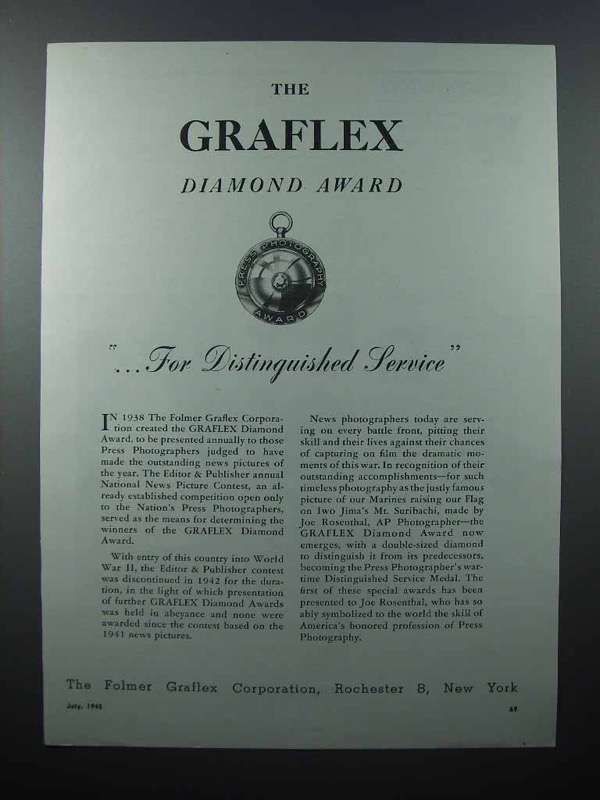 THE
GRAFLEX
DIAMOND AWARD
PRESS PHOTOGRAPHY
AWARD
"...For Distinguished Service"
IN 1938 The Folmer Graflex Corpora-
tion created the GRAFLEX Diamond
Award, to be presented annually to those
Press Photographers judged to have
made the outstanding news pictures of
the year. The Editor & Publisher annual
National News Picture Contest, an al-
ready established competition open only
to the Nation's Press Photographers,
served as the means for determining the
winners of the GRAFLEX Diamond
Award.
With entry of this country into World
War II, the Editor & Publisher contest
was discontinued in 1942 for the dura-
tion, in the light of which presentation
of further GRAFLEX Diamond Awards
was held in abeyance and none were
awarded since the contest based on the
1941 news pictures.
News photographers today are serv-
ing on every battle front, pitting their
skill and their lives against their chances
of capturing on film the dramatic mo-
ments of this war. In recognition of their
outstanding accomplishments—for such
timeless photography as the justly famous
picture of our Marines raising our Flag
on Iwo Jima's Mt. Suribachi, made by
Joe Rosenthal, AP Photographer—the
GRAFLEX Diamond Award now
emerges, with a double-sized diamond
to distinguish it from its predecessors,
becoming the Press Photographer's war-
time Distinguished Service Medal. The
first of these special awards has been
presented to Joe Rosenthal, who has so
ably symbolized to the world the skill of
America's honored profession of Press
Photography.
The Folmer Graflex Corporation, Rochester 8, New York
July, 1945
69